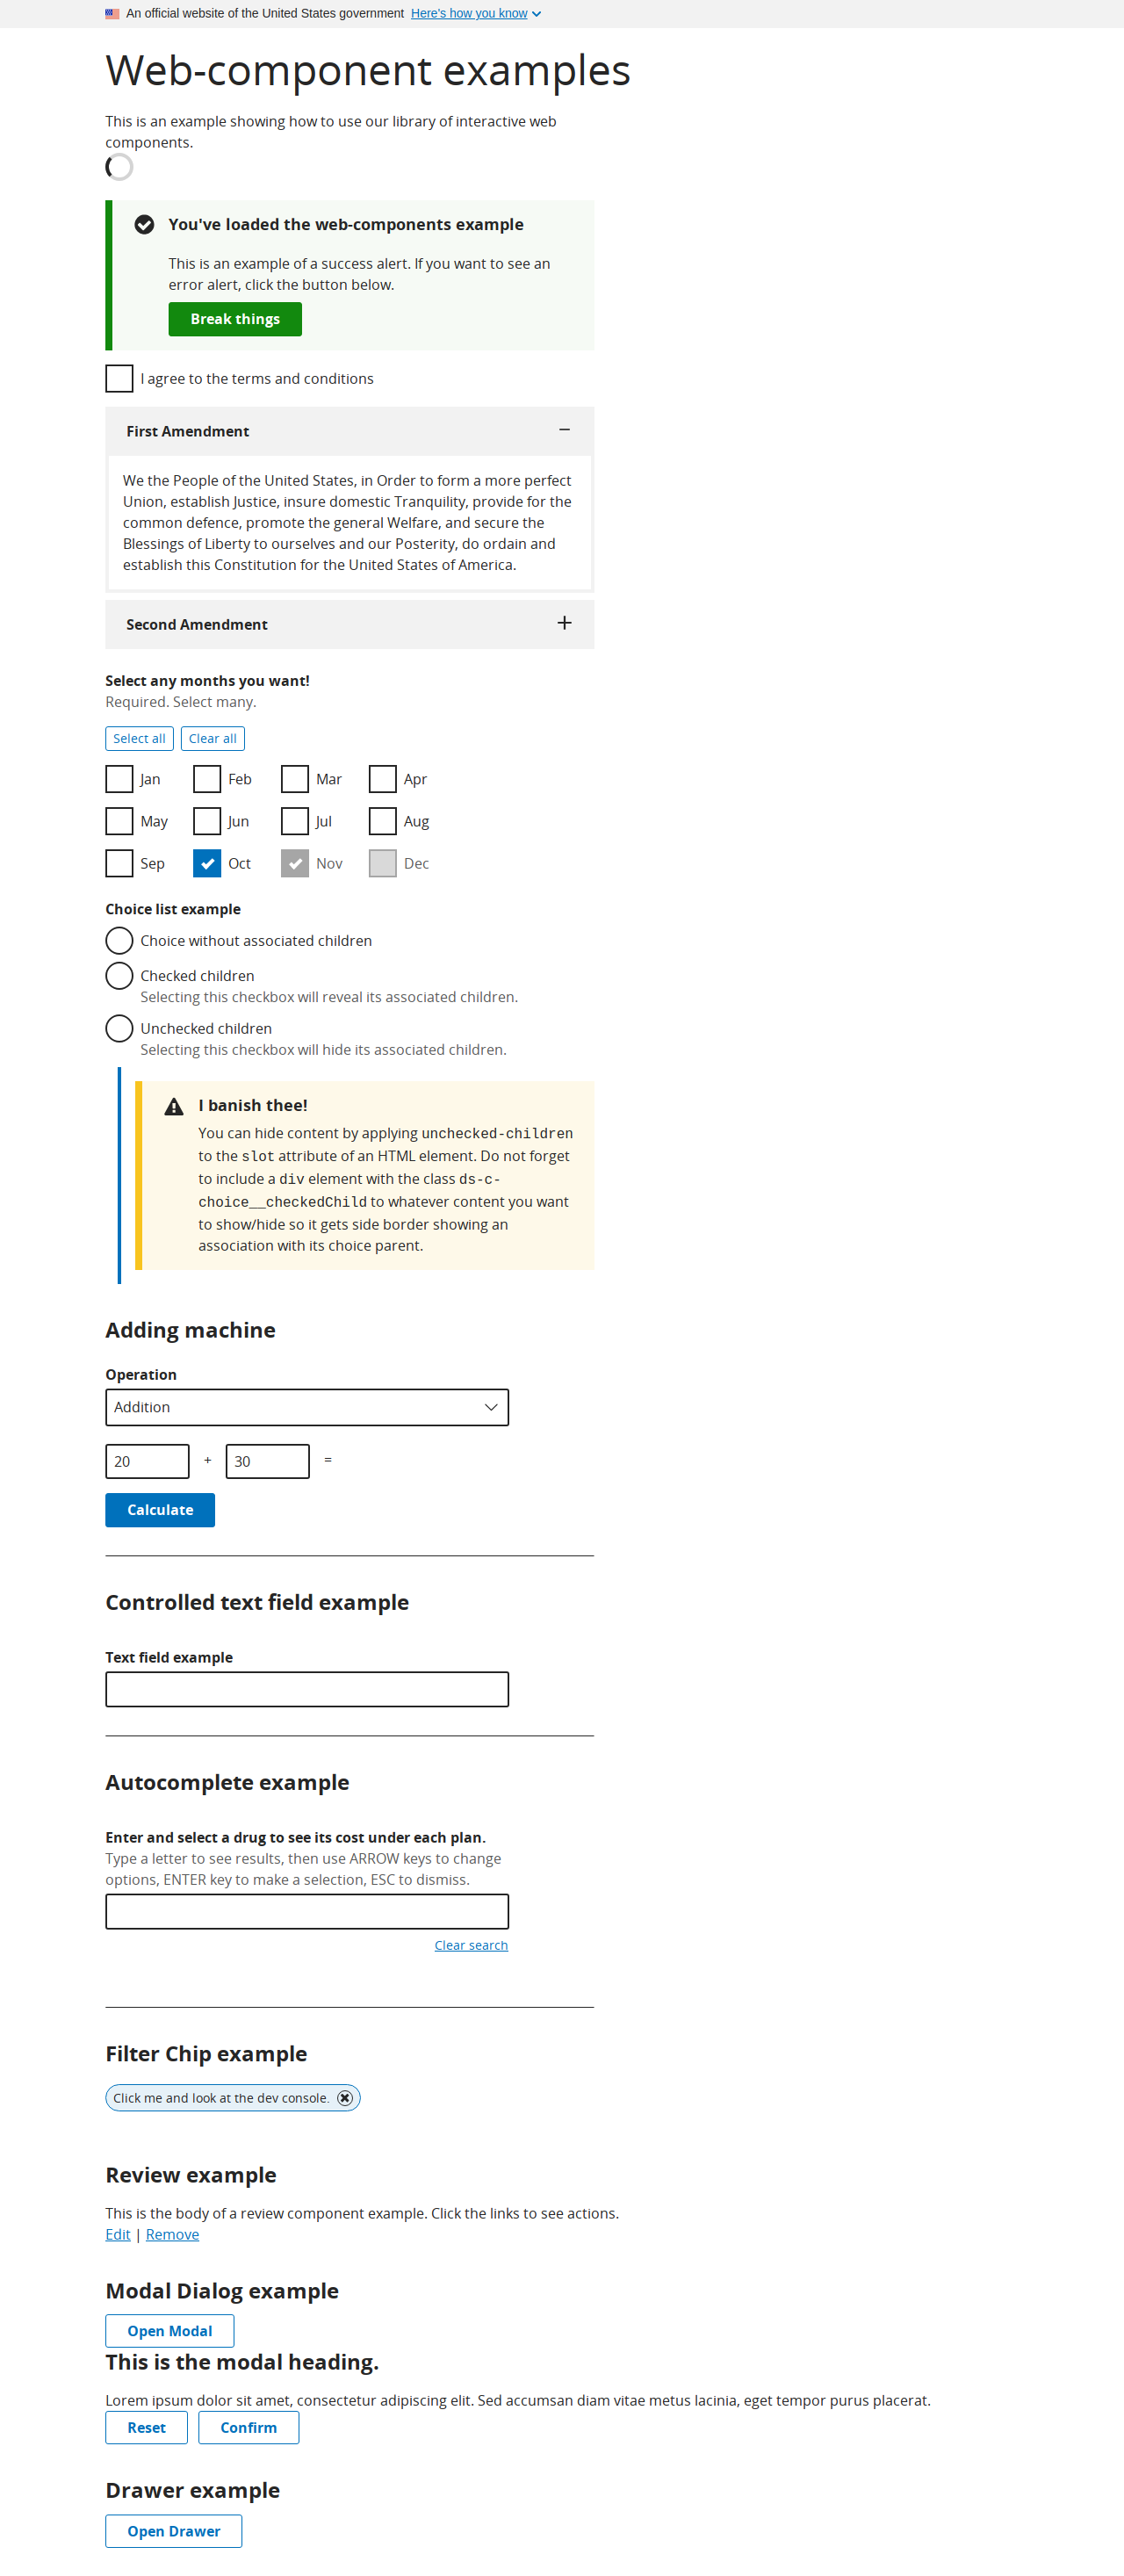 An official website of the United States government Here's how you know
Web-component examples
This is an example showing how to use our library of interactive web
components.
You've loaded the web-components example
This is an example of a success alert. If you want to see an
error alert, click the button below.
Break things
I agree to the terms and conditions
First Amendment
We the People of the United States, in Order to form a more perfect
Union, establish Justice, insure domestic Tranquility, provide for the
common defence, promote the general Welfare, and secure the
Blessings of Liberty to ourselves and our Posterity, do ordain and
establish this Constitution for the United States of America.
Second Amendment
Select any months you want!
Required. Select many.
Select all Clear all
Jan Feb Mar Apr
May Jun Jul Aug
Sep Oct Nov Dec
Choice list example
Choice without associated children
Checked children
Selecting this checkbox will reveal its associated children.
Unchecked children
Selecting this checkbox will hide its associated children.
I banish thee!
You can hide content by applying unchecked-children
to the slot attribute of an HTML element. Do not forget
to include a div element with the class ds-c-
choice__checkedChild to whatever content you want
to show/hide so it gets side border showing an
association with its choice parent.
Adding machine
Operation
Addition
20 + 30 =
Calculate
Controlled text field example
Text field example
Autocomplete example
Enter and select a drug to see its cost under each plan.
Type a letter to see results, then use ARROW keys to change
options, ENTER key to make a selection, ESC to dismiss.
Clear search
Filter Chip example
Click me and look at the dev console.
Review example
This is the body of a review component example. Click the links to see actions.
Edit | Remove
Modal Dialog example
Open Modal
This is the modal heading.
Lorem ipsum dolor sit amet, consectetur adipiscing elit. Sed accumsan diam vitae metus lacinia, eget tempor purus placerat.
Reset Confirm
Drawer example
Open Drawer